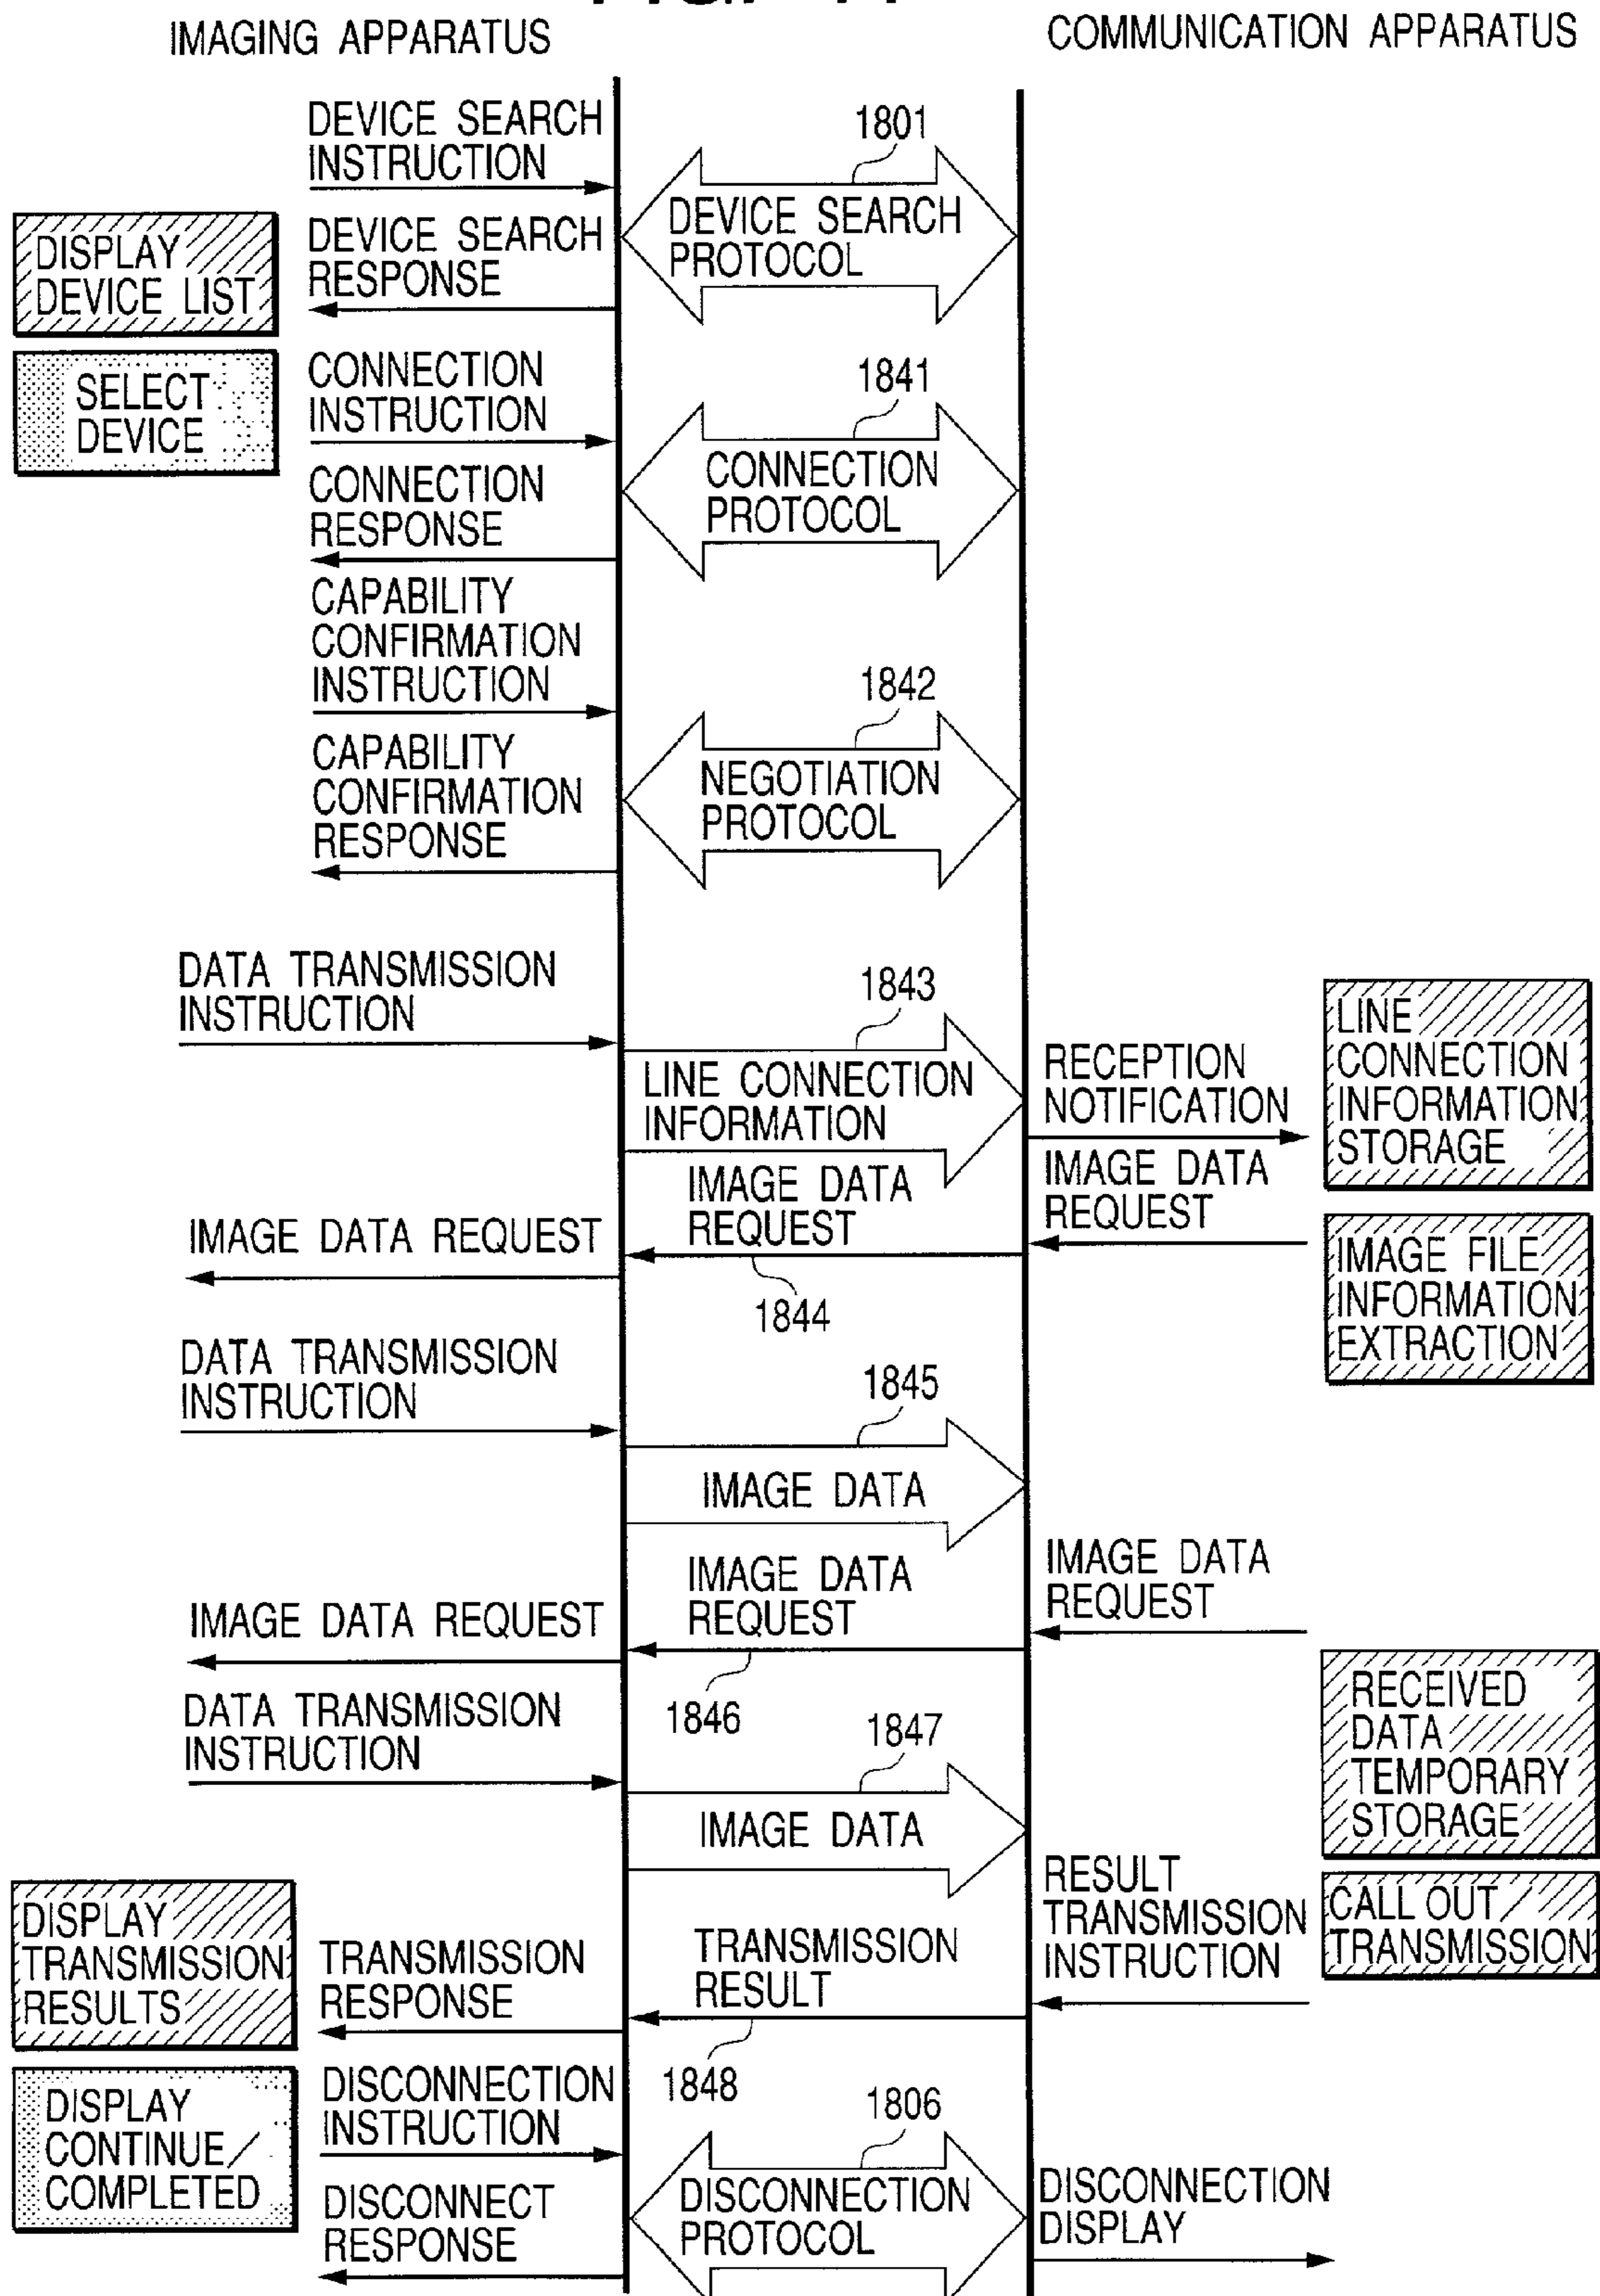 IMAGING APPARATUS
COMMUNICATION APPARATUS
DEVICE SEARCH
INSTRUCTION
1801
DEVICE SEARCH
PROTOCOL
DISPLAY
DEVICE LIST
DEVICE SEARCH
RESPONSE
SELECT
DEVICE
CONNECTION
INSTRUCTION
1841
CONNECTION
PROTOCOL
CONNECTION
RESPONSE
CAPABILITY
CONFIRMATION
INSTRUCTION
1842
NEGOTIATION
PROTOCOL
CAPABILITY
CONFIRMATION
RESPONSE
DATA TRANSMISSION
INSTRUCTION
1843
LINE CONNECTION
INFORMATION
RECEPTION
NOTIFICATION
LINE
CONNECTION
INFORMATION
STORAGE
IMAGE DATA
REQUEST
IMAGE DATA
REQUEST
IMAGE DATA REQUEST
1844
IMAGE FILE
INFORMATION
EXTRACTION
DATA TRANSMISSION
INSTRUCTION
1845
IMAGE DATA
IMAGE DATA
REQUEST
IMAGE DATA
REQUEST
IMAGE DATA REQUEST
1846
DATA TRANSMISSION
INSTRUCTION
1847
IMAGE DATA
RECEIVED
DATA
TEMPORARY
STORAGE
RESULT
TRANSMISSION
INSTRUCTION
CALL OUT/
TRANSMISSION
DISPLAY
TRANSMISSION
RESULTS
TRANSMISSION
RESPONSE
TRANSMISSION
RESULT
1848
DISPLAY
CONTINUE/
COMPLETED
DISCONNECTION
INSTRUCTION
1806
DISCONNECTION
PROTOCOL
DISCONNECT
RESPONSE
DISCONNECTION
DISPLAY